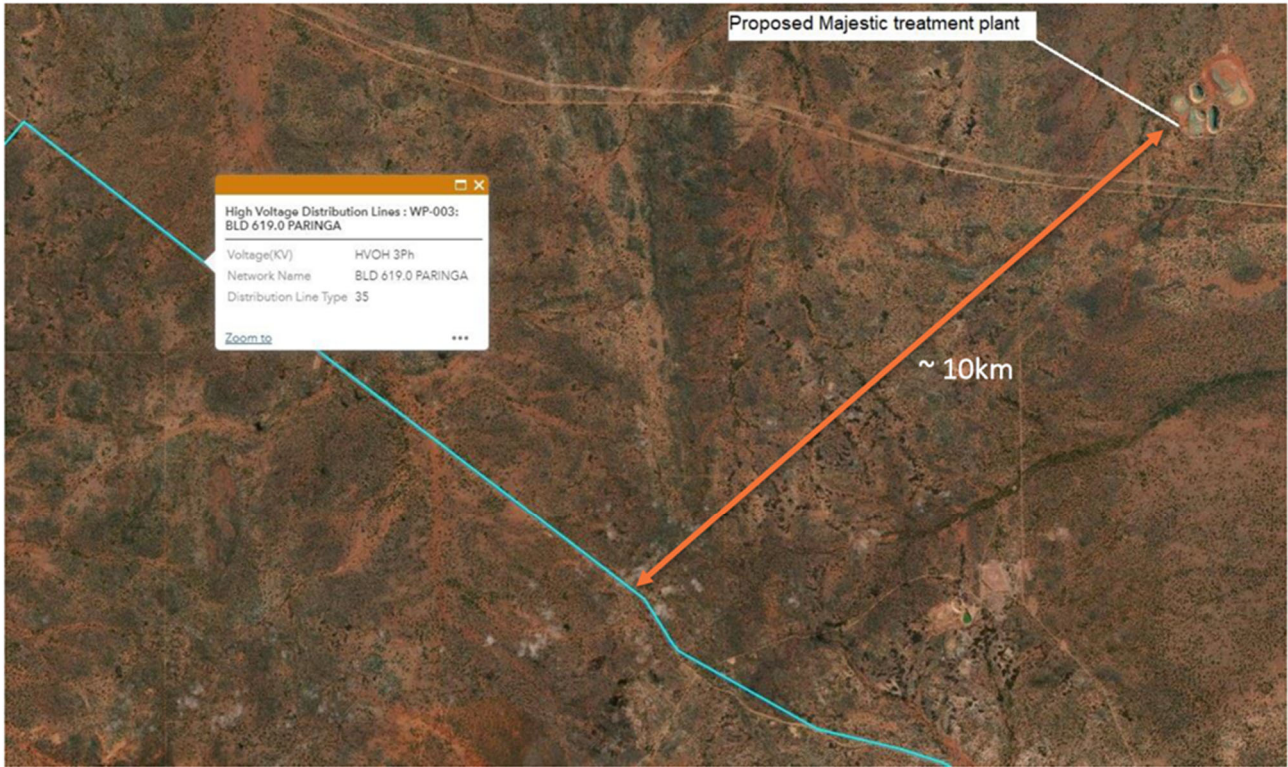 Proposed Majestic treatment plant
High Voltage Distribution Lines : WP-003:
BLD 619.0 PARINGA
Voltage(KV) HVOH 3Ph
Network Name BLD 619.0 PARINGA
Distribution Line Type 35
Zoom to
~ 10km